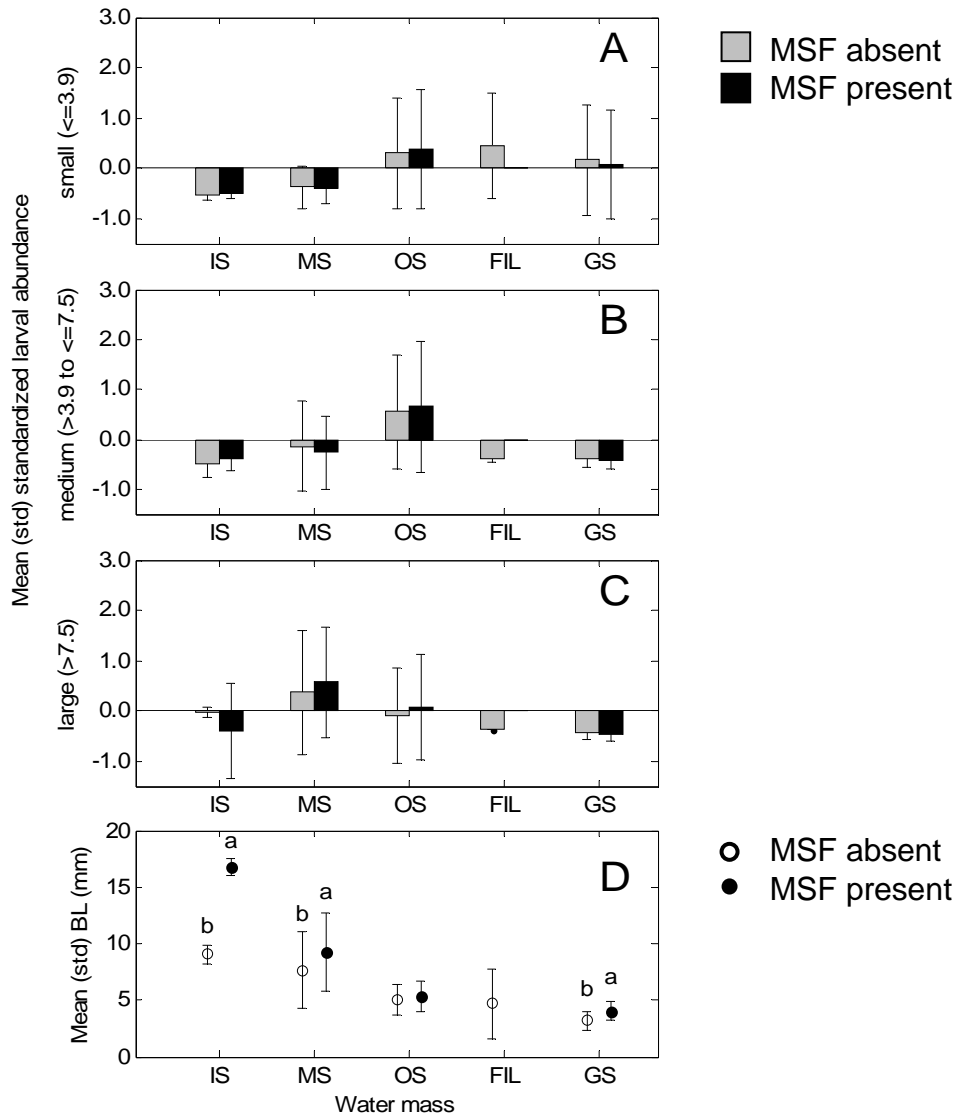 Mean (std) standardized larval abundance
small (<=3.9)
3.0
2.0
1.0
0.0
-1.0
A
IS MS OS FIL GS
MSF absent
MSF present
medium (>3.9 to <=7.5)
3.0
2.0
1.0
0.0
-1.0
B
IS MS OS FIL GS
large (>7.5)
3.0
2.0
1.0
0.0
-1.0
C
IS MS OS FIL GS
Mean (std) BL (mm)
20
15
10
5
0
D
b a b a b a
IS MS OS FIL GS
Water mass
MSF absent
MSF present